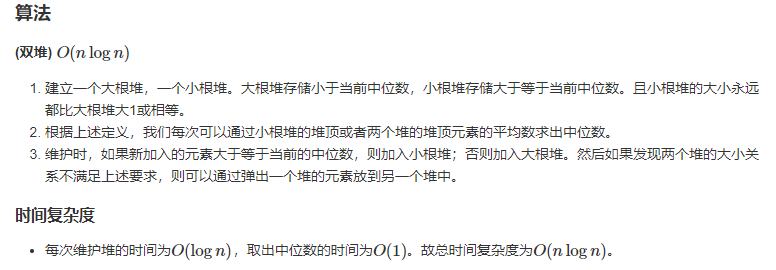 算法
(双堆) O(n log n)
1. 建立一个大根堆，一个小根堆。大根堆存储小于当前中位数，小根堆存储大于等于当前中位数。且小根堆的大小永远
都比大根堆大1或相等。
2. 根据上述定义，我们每次可以通过小根堆的堆顶或者两个堆的堆顶元素的平均数求出中位数。
3. 维护时，如果新加入的元素大于等于当前的中位数，则加入小根堆；否则加入大根堆。然后如果发现两个堆的大小关
系不满足上述要求，则可以通过弹出一个堆的元素放到另一个堆中。
时间复杂度
• 每次维护堆的时间为O(log n)，取出中位数的时间为O(1)。故总时间复杂度为O(n log n)。